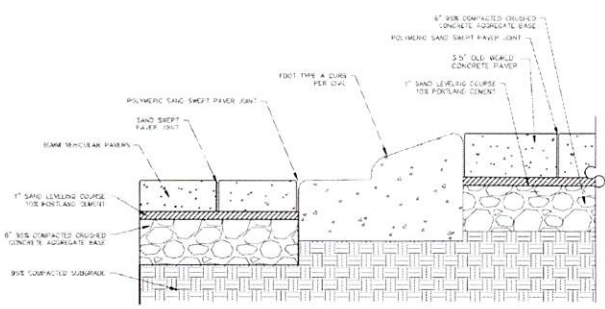 6" 95% COMPACTED CRUSHED
CONCRETE AGGREGATE BASE
POLYMERIC SAND SWEPT PAVER JOINT
3.5" OLD WORLD
CONCRETE PAVER
1" SAND LEVELING COURSE
10% PORTLAND CEMENT
FOOT TYPE A CURB
PER CIVIL
POLYMERIC SAND SWEPT PAVER JOINT
SAND SWEPT
PAVER JOINT
80MM VEHICULAR PAVERS
1" SAND LEVELING COURSE
10% PORTLAND CEMENT
6" 95% COMPACTED CRUSHED
CONCRETE AGGREGATE BASE
95% COMPACTED SUBGRADE